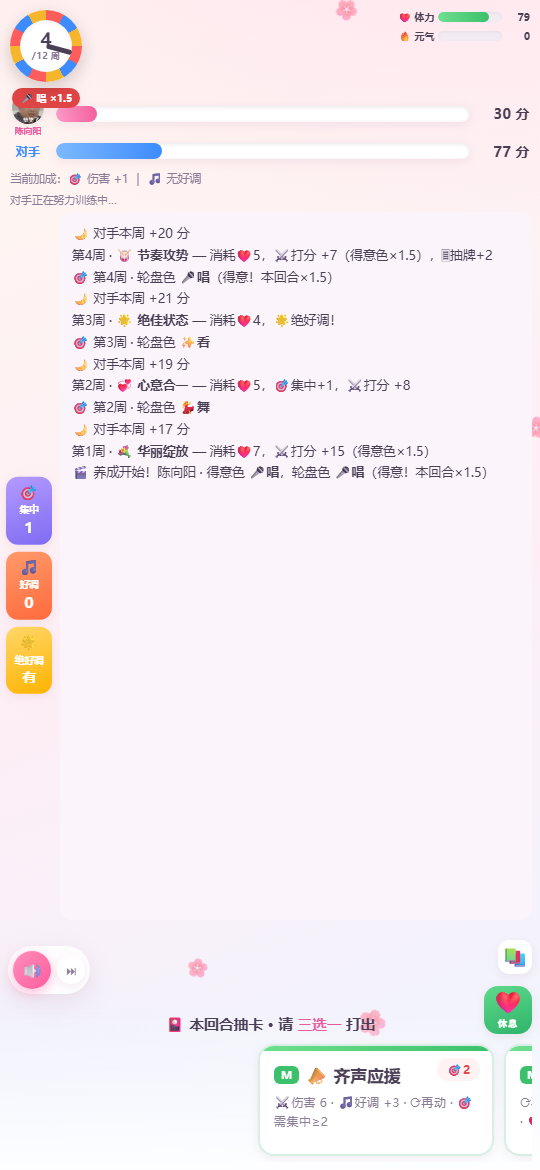 4
/12 周
体力 79
元气 0
唱 ×1.5
陈向阳
30 分
对手
77 分
当前加成: 伤害 +1 | 无好调
对手正在努力训练中...
对手本周 +20 分
第4周 · 节奏攻势 — 消耗 5, 打分 +7 (得意色×1.5) , 抽牌+2
第4周 · 轮盘色 唱 (得意! 本回合×1.5)
对手本周 +21 分
第3周 · 绝佳状态 — 消耗 4, 绝好调!
第3周 · 轮盘色 看
对手本周 +19 分
第2周 · 心意合一 — 消耗 5, 集中+1, 打分 +8
第2周 · 轮盘色 舞
对手本周 +17 分
第1周 · 华丽绽放 — 消耗 7, 打分 +15 (得意色×1.5)
养成开始! 陈向阳 · 得意色 唱, 轮盘色 唱 (得意! 本回合×1.5)
集中
1
好调
0
绝好调
有
休息
本回合抽卡 • 请 三选一 打出
M 齐声应援 2
伤害 6 · 好调 +3 · 再动 ·
需集中≥2